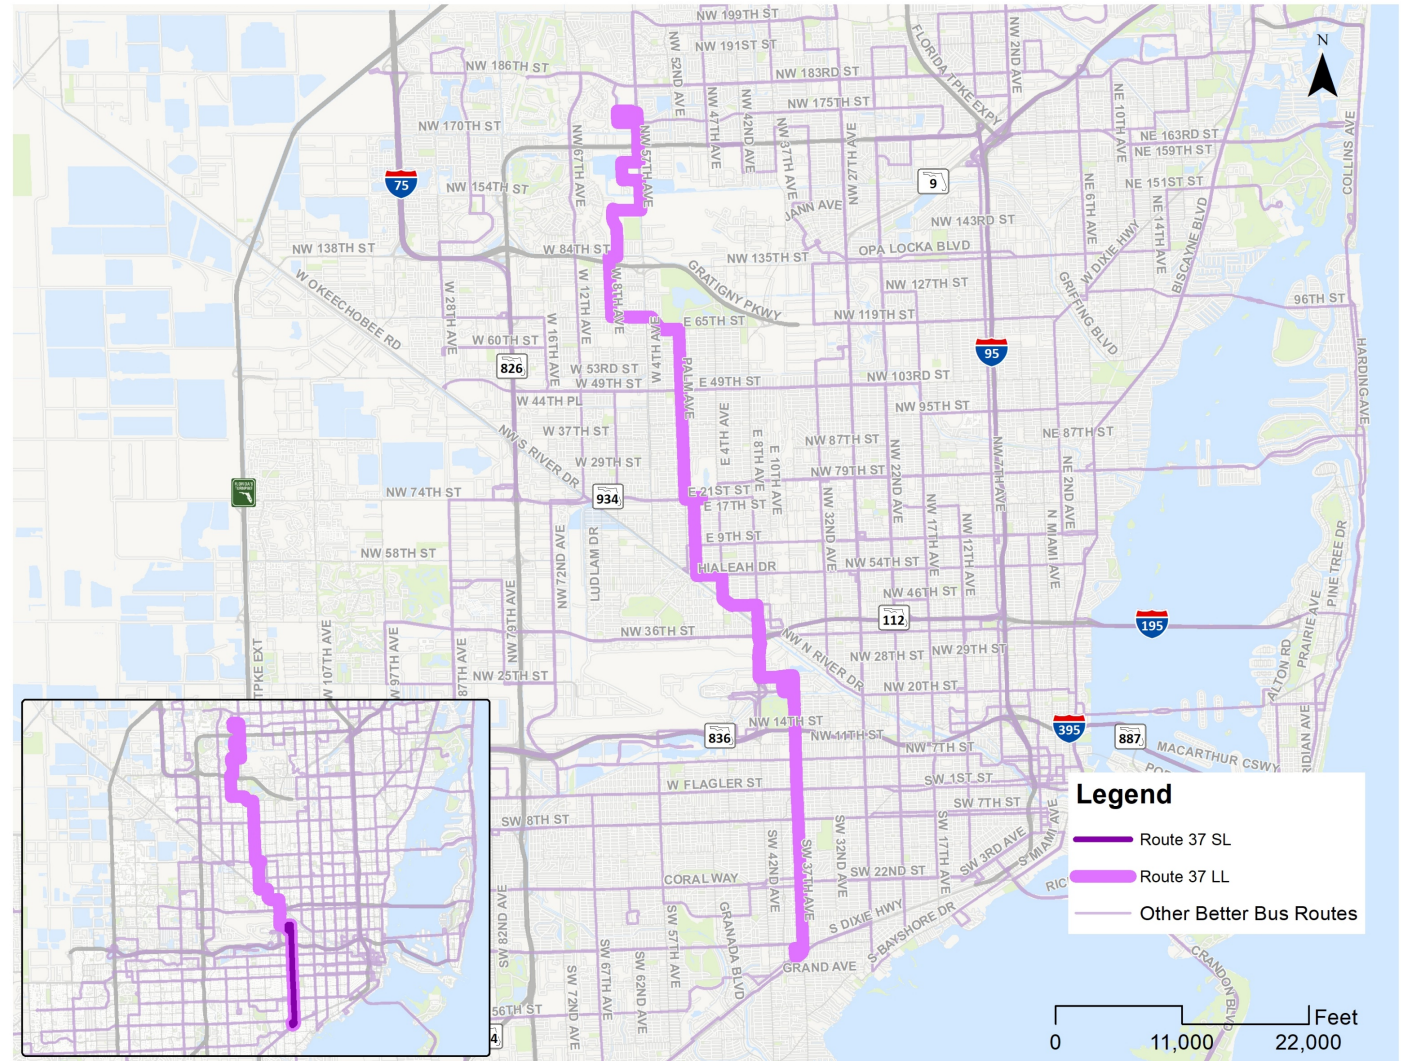 NW 199TH ST
NW 191ST ST
NW 186TH ST
NW 183RD ST
NW 175TH ST
NW 170TH ST
NW 52ND AVE
NW 47TH AVE
NW 42ND AVE
NW 37TH AVE
NW 27TH AVE
FLORIDA TPKE EXPY
NW 2ND AVE
NE 10TH AVE
NE 163RD ST
NE 159TH ST
NE 151ST ST
COLLINS AVE
N
75
9
NW 67TH AVE
NW 57TH AVE
NW 154TH ST
JANN AVE
NW 143RD ST
NE 6TH AVE
NE 14TH AVE
W DIXIE HWY
BISCAYNE BLVD
NW 138TH ST
W 84TH ST
NW 135TH ST
OPA LOCKA BLVD
W OKEECHOBEE RD
GRATIGNY PKWY
NW 127TH ST
GRIFFING BLVD
96TH ST
W 28TH AVE
W 12TH AVE
W 8TH AVE
W 16TH AVE
W 4TH AVE
E 65TH ST
NW 119TH ST
W 60TH ST
826
95
HARDING AVE
W 53RD ST
W 49TH ST
PALM AVE
E 49TH ST
NW 103RD ST
W 44TH PL
NW 95TH ST
W 37TH ST
E 4TH AVE
E 8TH AVE
E 10TH AVE
NW 87TH ST
NE 87TH ST
NW S RIVER DR
W 29TH ST
NW 79TH ST
NW 22ND AVE
NW 7TH AVE
NE 2ND AVE
FLORIDA'S
TURNPIKE
NW 74TH ST
934
E 21ST ST
E 17TH ST
NW 32ND AVE
NW 17TH AVE
NW 12TH AVE
N MIAMI AVE
NW 72ND AVE
LUDLAM DR
E 9TH ST
PINE TREE DR
NW 58TH ST
HIALEAH DR
NW 54TH ST
NW 46TH ST
NW 79TH AVE
112
195
NW 36TH ST
NW N RIVER DR
NW 28TH ST
NW 29TH ST
PRAIRIE AVE
ALTON RD
TPKE EXT
W 107TH AVE
W 97TH AVE
87TH AVE
NW 25TH ST
NW 20TH ST
NW 14TH ST
836
NW 11TH ST
NW 7TH ST
395
887
MACARTHUR CSWY
RIDIAN AVE
W FLAGLER ST
SW 1ST ST
SW 8TH ST
SW 7TH ST
SW 42ND AVE
SW 37TH AVE
SW 32ND AVE
SW 17TH AVE
SW 3RD AVE
S MIAMI AVE
CORAL WAY
SW 22ND ST
SW 82ND AVE
SW 57TH AVE
GRANADA BLVD
S DIXIE HWY
S BAYSHORE DR
GRAND AVE
SW 72ND AVE
SW 67TH AVE
SW 62ND AVE
56TH ST
4
CRANDON BLVD
Legend
Route 37 SL
Route 37 LL
Other Better Bus Routes
Feet
0
11,000
22,000